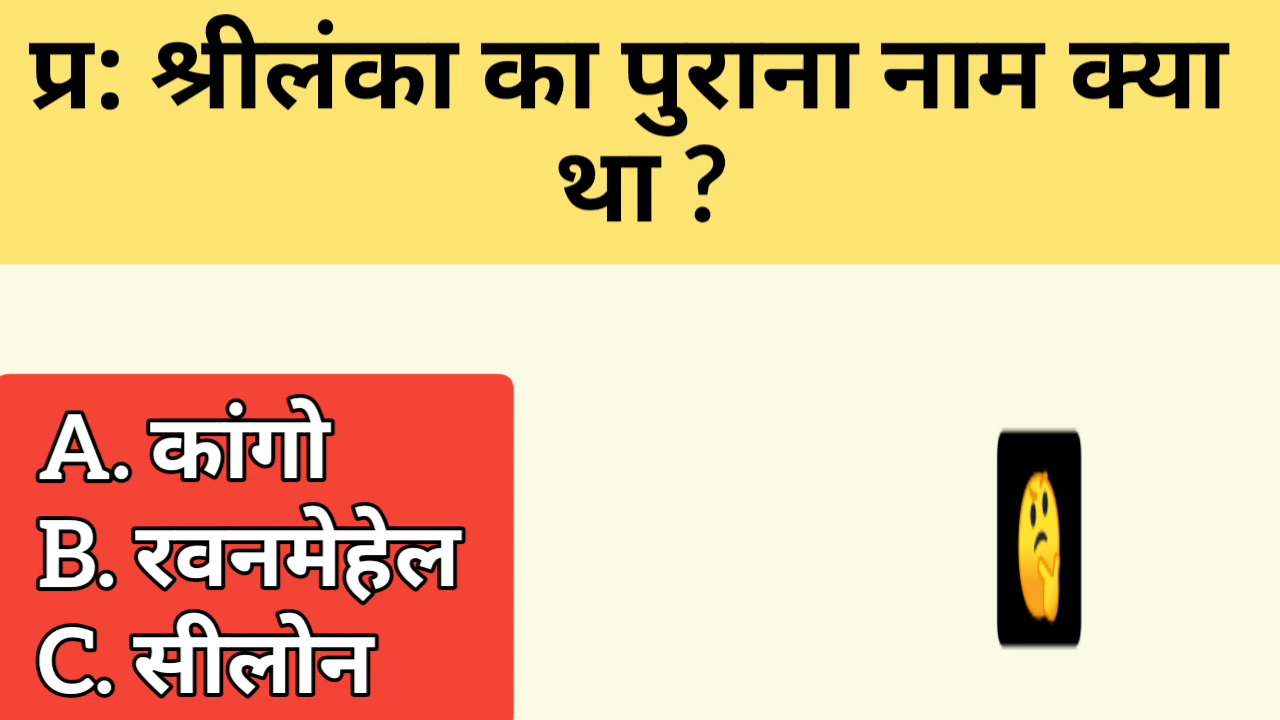 प्र: श्रीलंका का पुराना नाम क्या
था ?
A. कांगो
B. रवनमेहेल
C. सीलोन